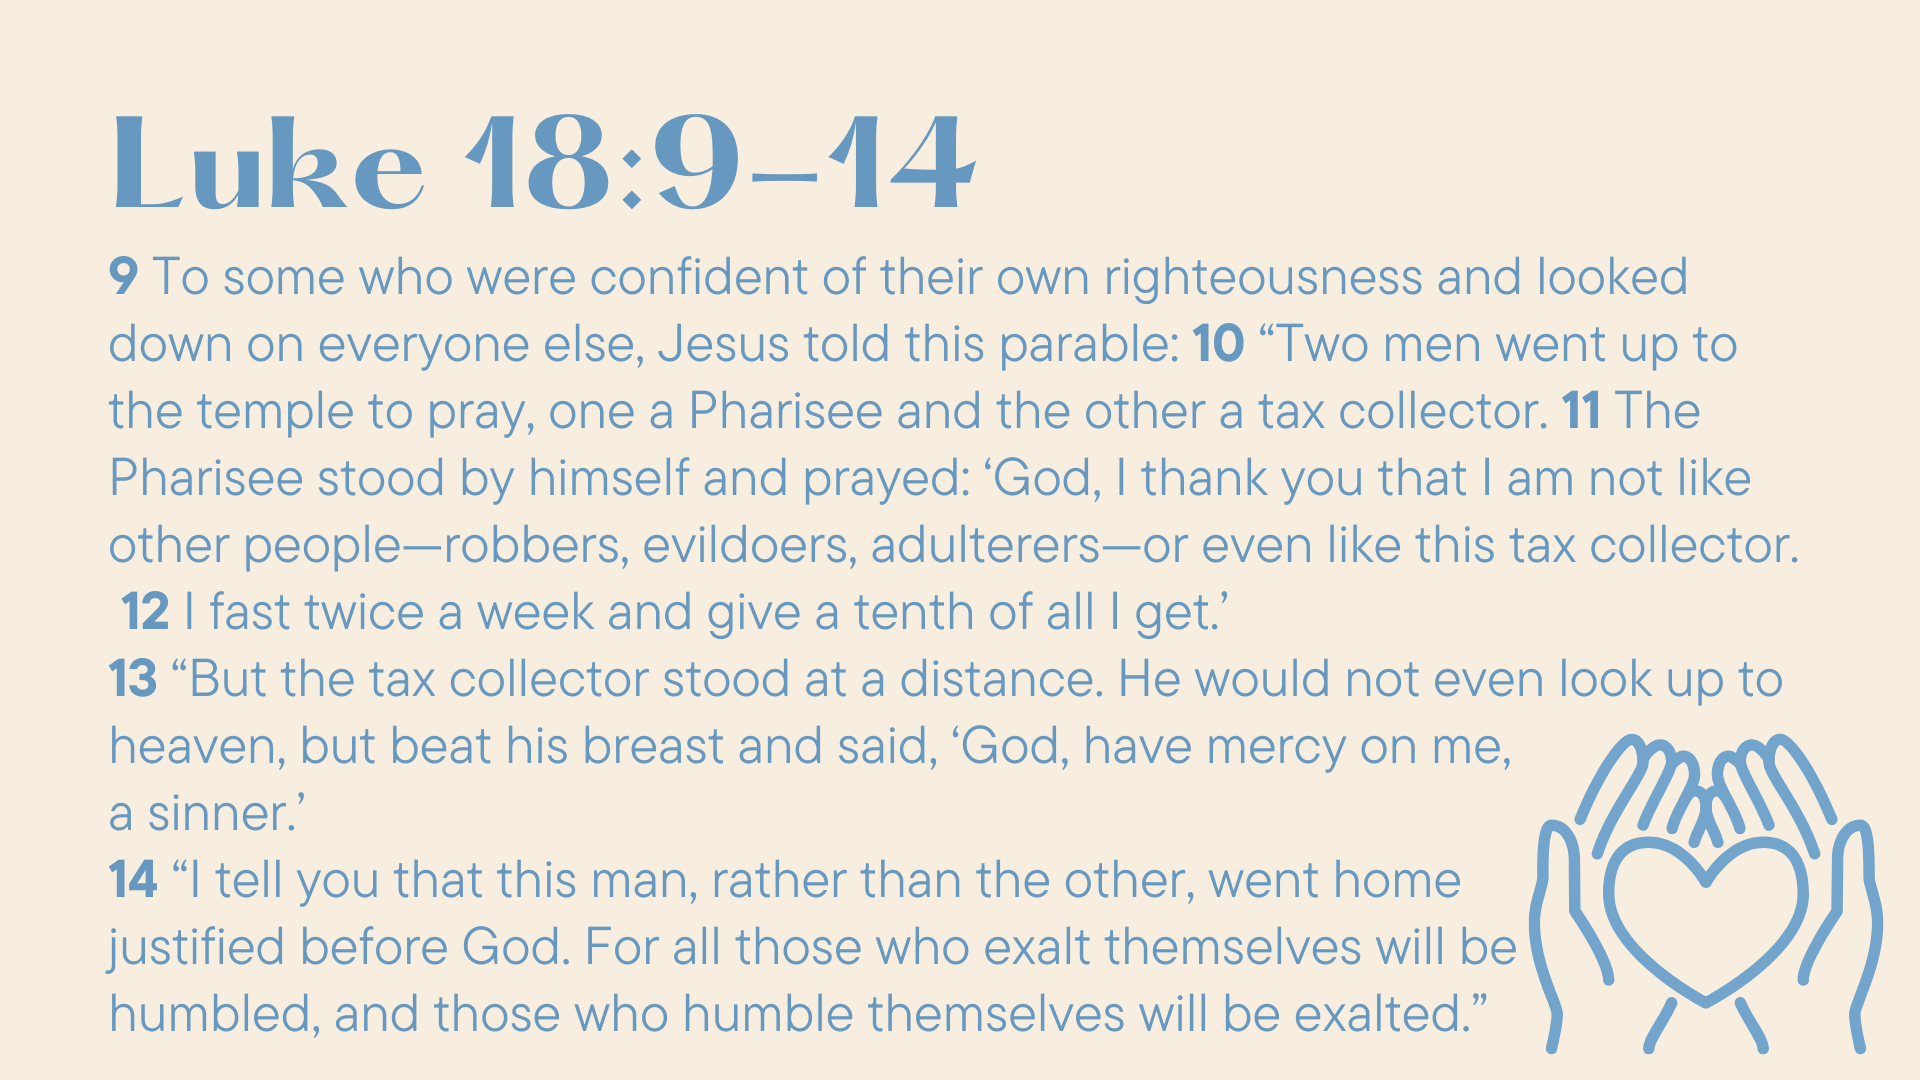 Luke 18:9–14
9 To some who were confident of their own righteousness and looked
down on everyone else, Jesus told this parable: 10 “Two men went up to
the temple to pray, one a Pharisee and the other a tax collector. 11 The
Pharisee stood by himself and prayed: ‘God, I thank you that I am not like
other people—robbers, evildoers, adulterers—or even like this tax collector.
12 I fast twice a week and give a tenth of all I get.’
13 “But the tax collector stood at a distance. He would not even look up to
heaven, but beat his breast and said, ‘God, have mercy on me,
a sinner.’
14 “I tell you that this man, rather than the other, went home
justified before God. For all those who exalt themselves will be
humbled, and those who humble themselves will be exalted.”